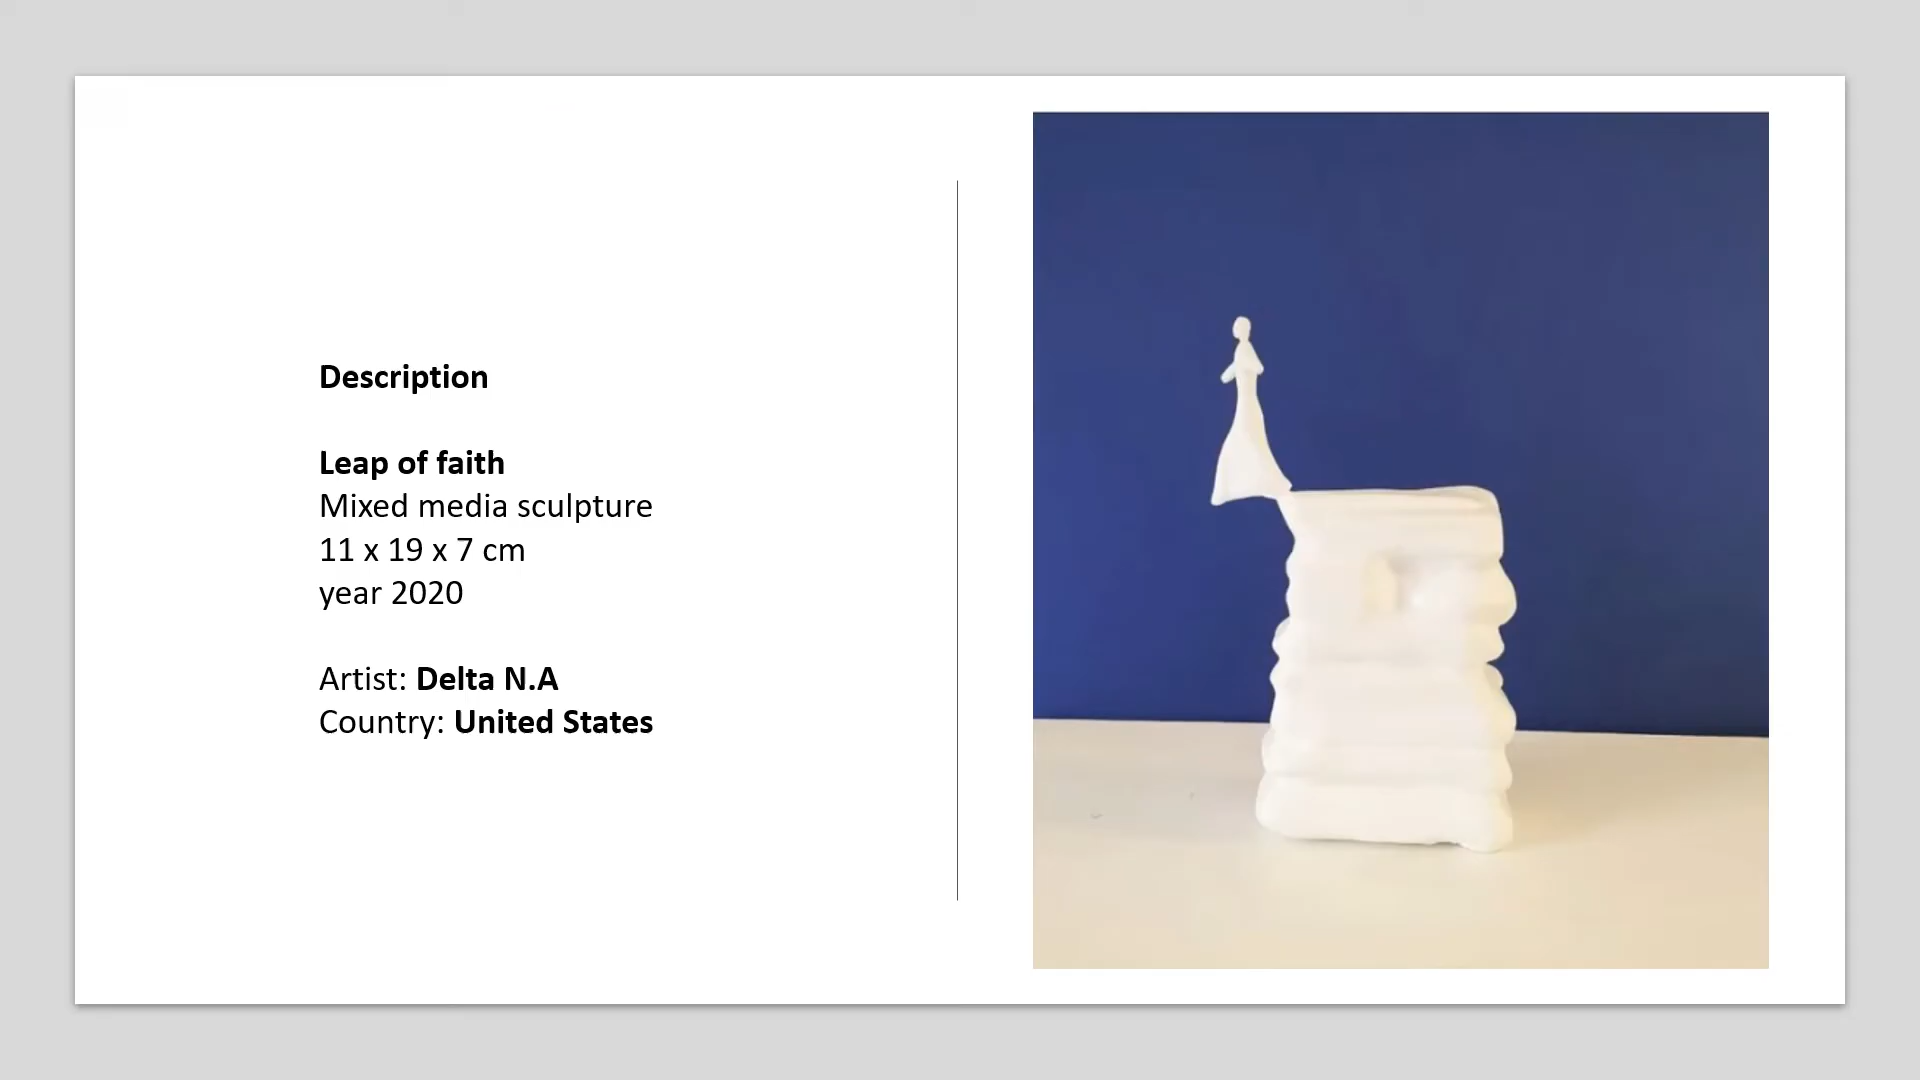 Description
Leap of faith
Mixed media sculpture
11 x 19 x 7 cm
year 2020
Artist: Delta N.A
Country: United States